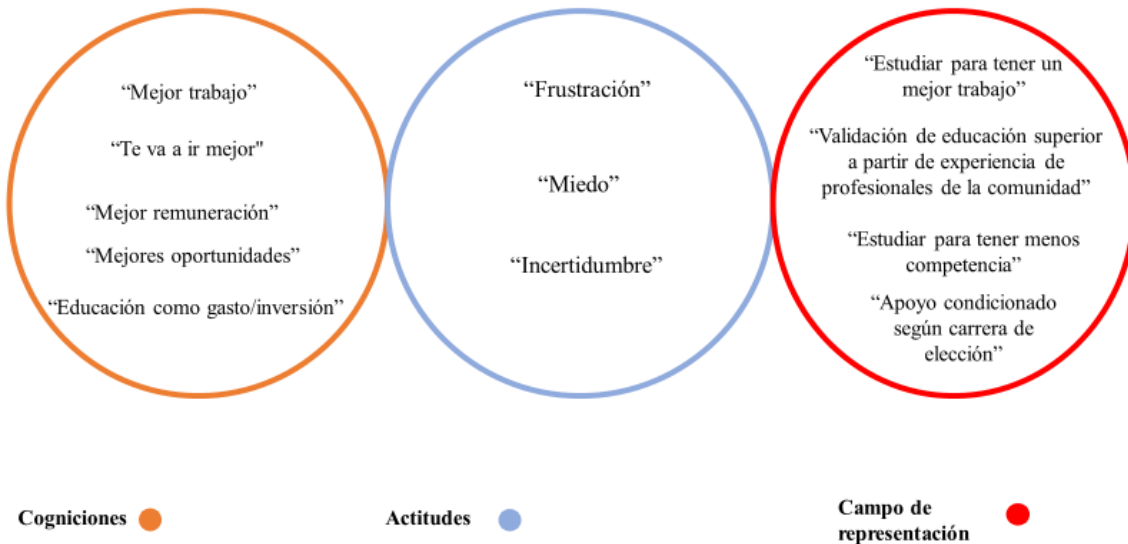 “Mejor trabajo”
“Te va a ir mejor"
“Mejor remuneración”
“Mejores oportunidades”
“Educación como gasto/inversión”
“Frustración”
“Miedo”
“Incertidumbre”
“Estudiar para tener un
mejor trabajo”
“Validación de educación superior
a partir de experiencia de
profesionales de la comunidad”
“Estudiar para tener menos
competencia”
“Apoyo condicionado
según carrera de
elección”
Cogniciones
Actitudes
Campo de
representación